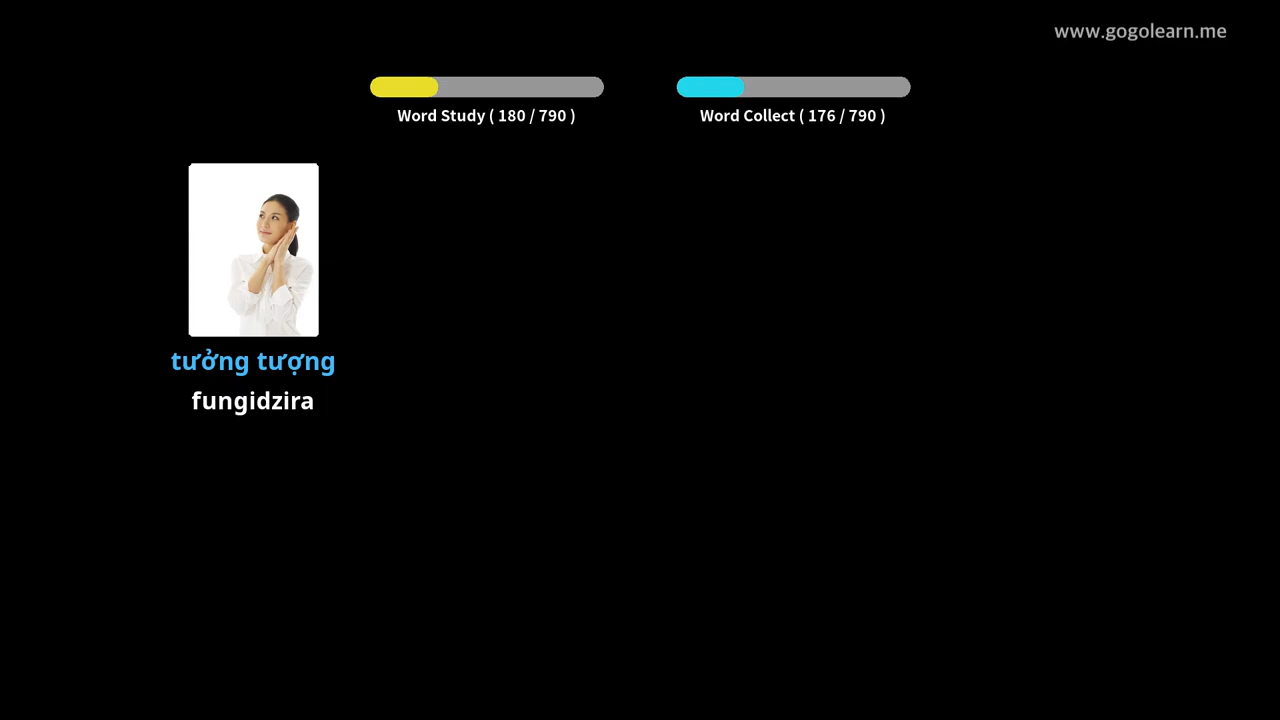 www.gogolearn.me
Word Study ( 180 / 790 )
Word Collect ( 176 / 790 )
tưởng tượng
fungidzira